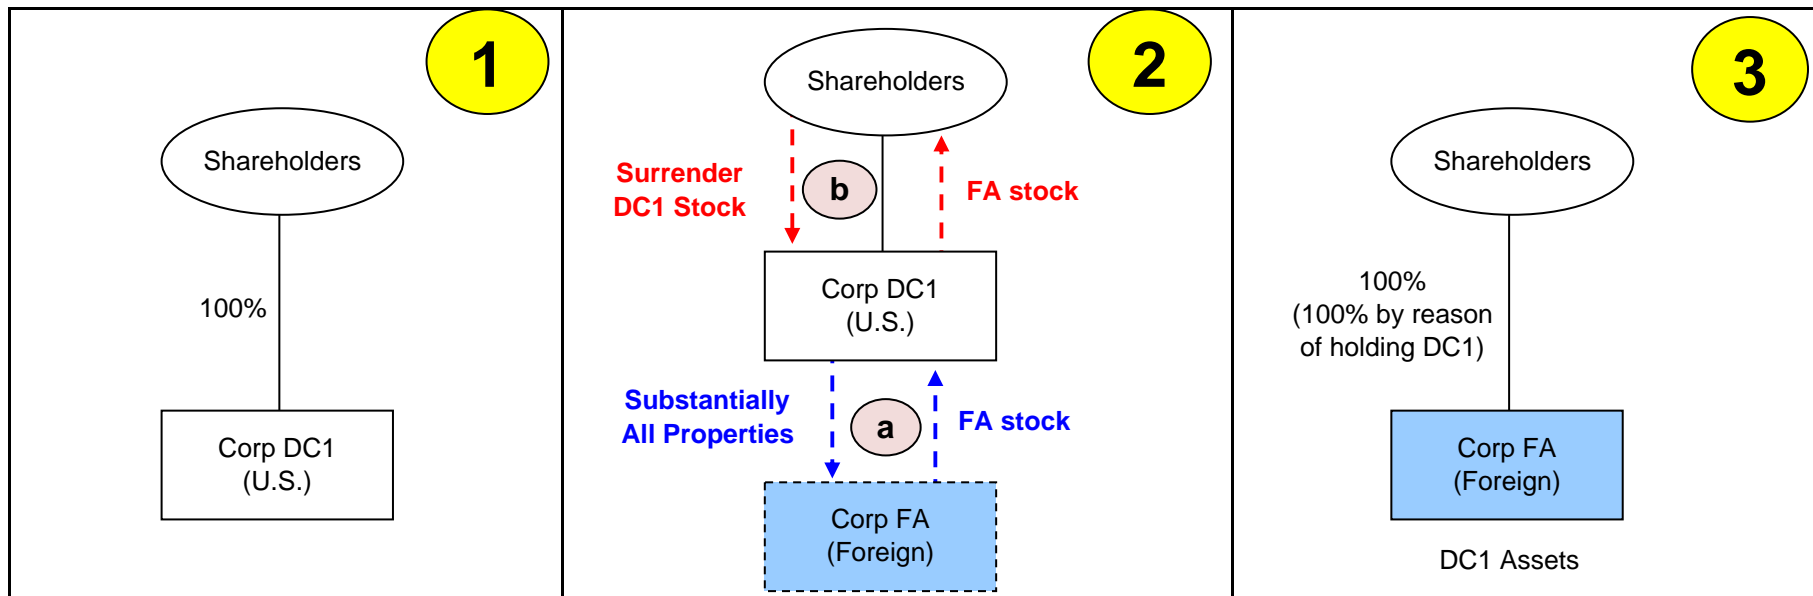 1
Shareholders
100%
Corp DC1
(U.S.)
2
Shareholders
Surrender
DC1 Stock
b
FA stock
Corp DC1
(U.S.)
Substantially
All Properties
a
FA stock
Corp FA
(Foreign)
3
Shareholders
100%
(100% by reason
of holding DC1)
Corp FA
(Foreign)
DC1 Assets